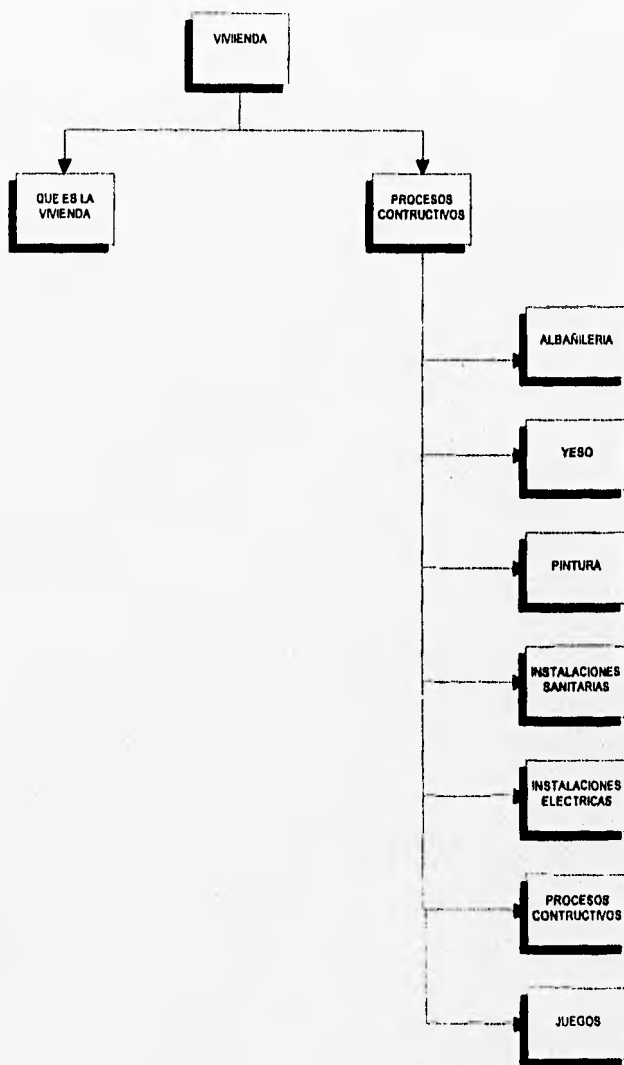 VIVIENDA
QUE ES LA
VIVIENDA
PROCESOS
CONTRUCTIVOS
ALBAÑILERIA
YESO
PINTURA
INSTALACIONES
SANITARIAS
INSTALACIONES
ELECTRICAS
PROCESOS
CONTRUCTIVOS
JUEGOS